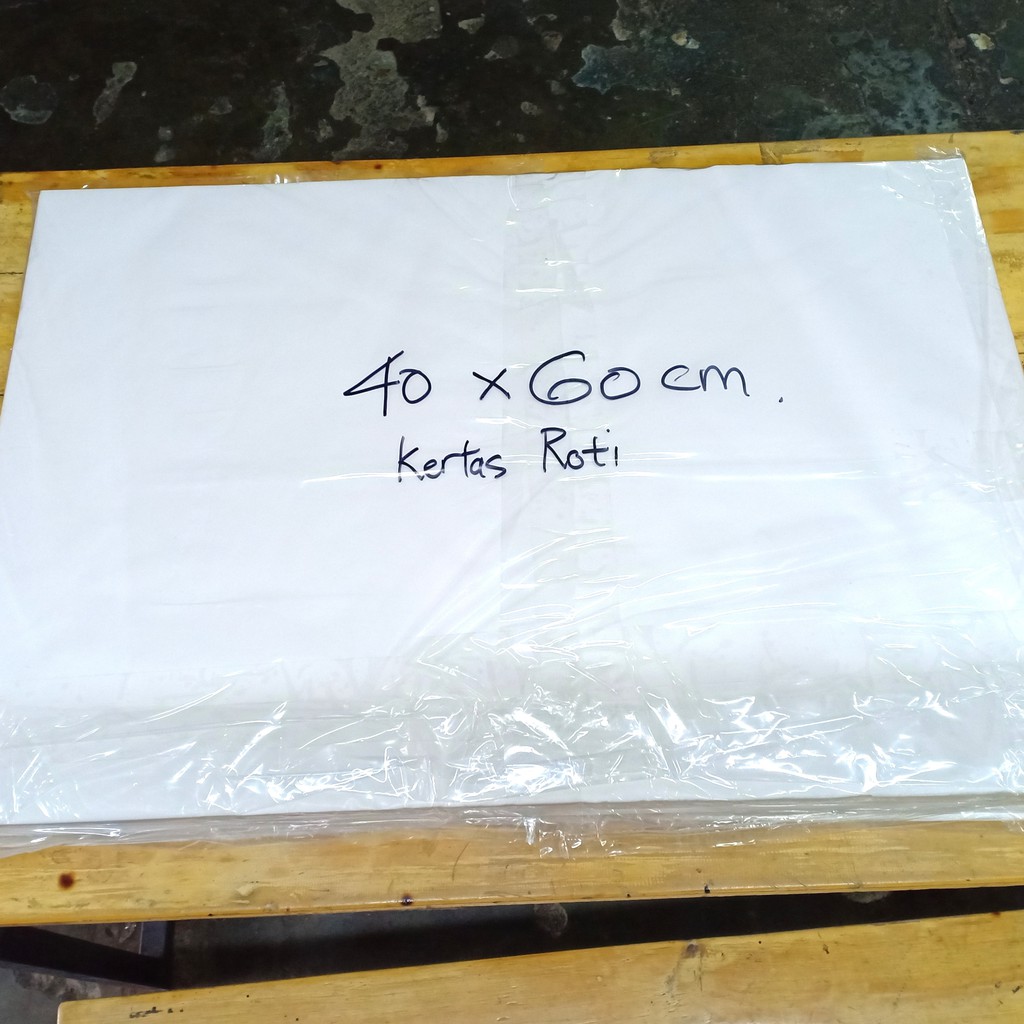 40 x 60 cm.
Kertas Roti